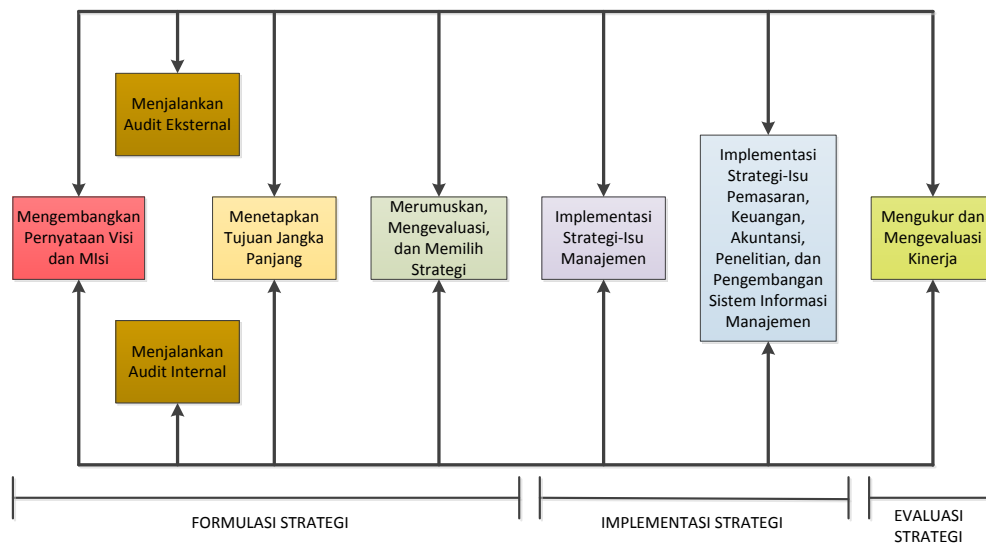 Menjalankan
Audit Eksternal
Mengembangkan
Pernyataan Visi
dan MIsi
Menetapkan
Tujuan Jangka
Panjang
Merumuskan,
Mengevaluasi,
dan Memilih
Strategi
Implementasi
Strategi-Isu
Manajemen
Implementasi
Strategi-Isu
Pemasaran,
Keuangan,
Akuntansi,
Penelitian, dan
Pengembangan
Sistem Informasi
Manajemen
Mengukur dan
Mengevaluasi
Kinerja
Menjalankan
Audit Internal
FORMULASI STRATEGI
IMPLEMENTASI STRATEGI
EVALUASI
STRATEGI